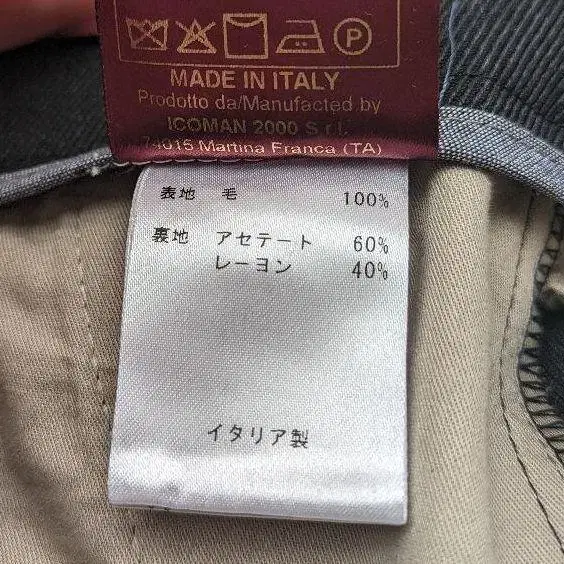 MADE IN ITALY
Prodotto da/Manufacted by
ICOMAN 2000 S r l.
74015 Martina Franca (TA)
表地 毛 100%
裏地 アセテート 60%
レーヨン 40%
イタリア製